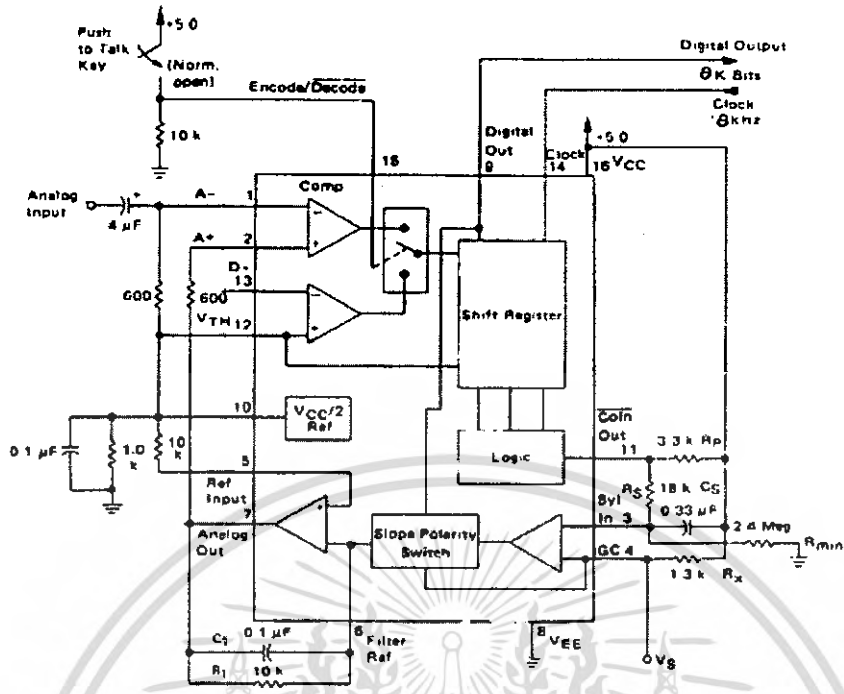 Push
to Talk
Key
+5.0
(Norm.
open)
10 k
Encode/Decode
Digital Output
8K Bits
Clock
'8khz
Digital
Out
9
+5.0
Clock
14
16 VCC
15
Analog
Input
4 µF
+
A-
1
Comp
A+
2
D-
13
600
600
VTH 12
Shift Register
10
VCC/2
Ref
0.1 µF
1.0
k
10
k
5
Ref
Input
7
Analog
Out
Logic
Coin
Out
11
3.3 k RP
RS
18 k
CS
0.33 µF
Syl
In 3
2.4 Meg
Rmin
GC 4
1.3 k
Rx
Slope Polarity
Switch
6
Filter
Ref
C1
0.1 µF
R1
10k
8
VEE
VS